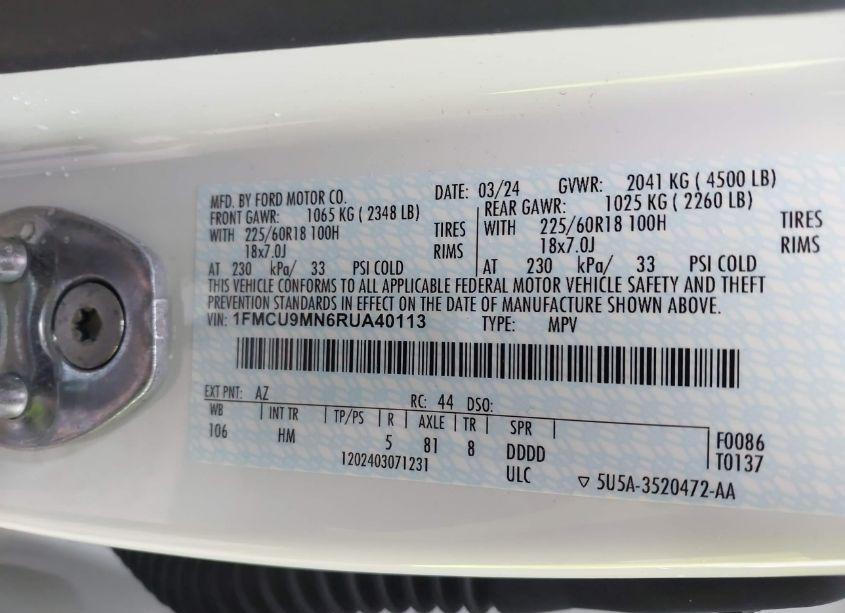 MFD. BY FORD MOTOR CO. DATE: 03/24 GVWR: 2041 KG ( 4500 LB)
FRONT GAWR: 1065 KG ( 2348 LB) REAR GAWR: 1025 KG ( 2260 LB)
WITH 225/60R18 100H TIRES WITH 225/60R18 100H TIRES
18x7.0J RIMS 18x7.0J RIMS
AT 230 kPa/ 33 PSI COLD AT 230 kPa/ 33 PSI COLD
THIS VEHICLE CONFORMS TO ALL APPLICABLE FEDERAL MOTOR VEHICLE SAFETY AND THEFT
PREVENTION STANDARDS IN EFFECT ON THE DATE OF MANUFACTURE SHOWN ABOVE.
VIN: 1FMCU9MN6RUA40113 TYPE: MPV
EXT PNT: AZ RC: 44 DSO:
WB INT TR TP/PS R AXLE TR SPR
106 HM 5 81 8 DDDD F0086
1202403071231 ULC T0137
▽ 5U5A-3520472-AA